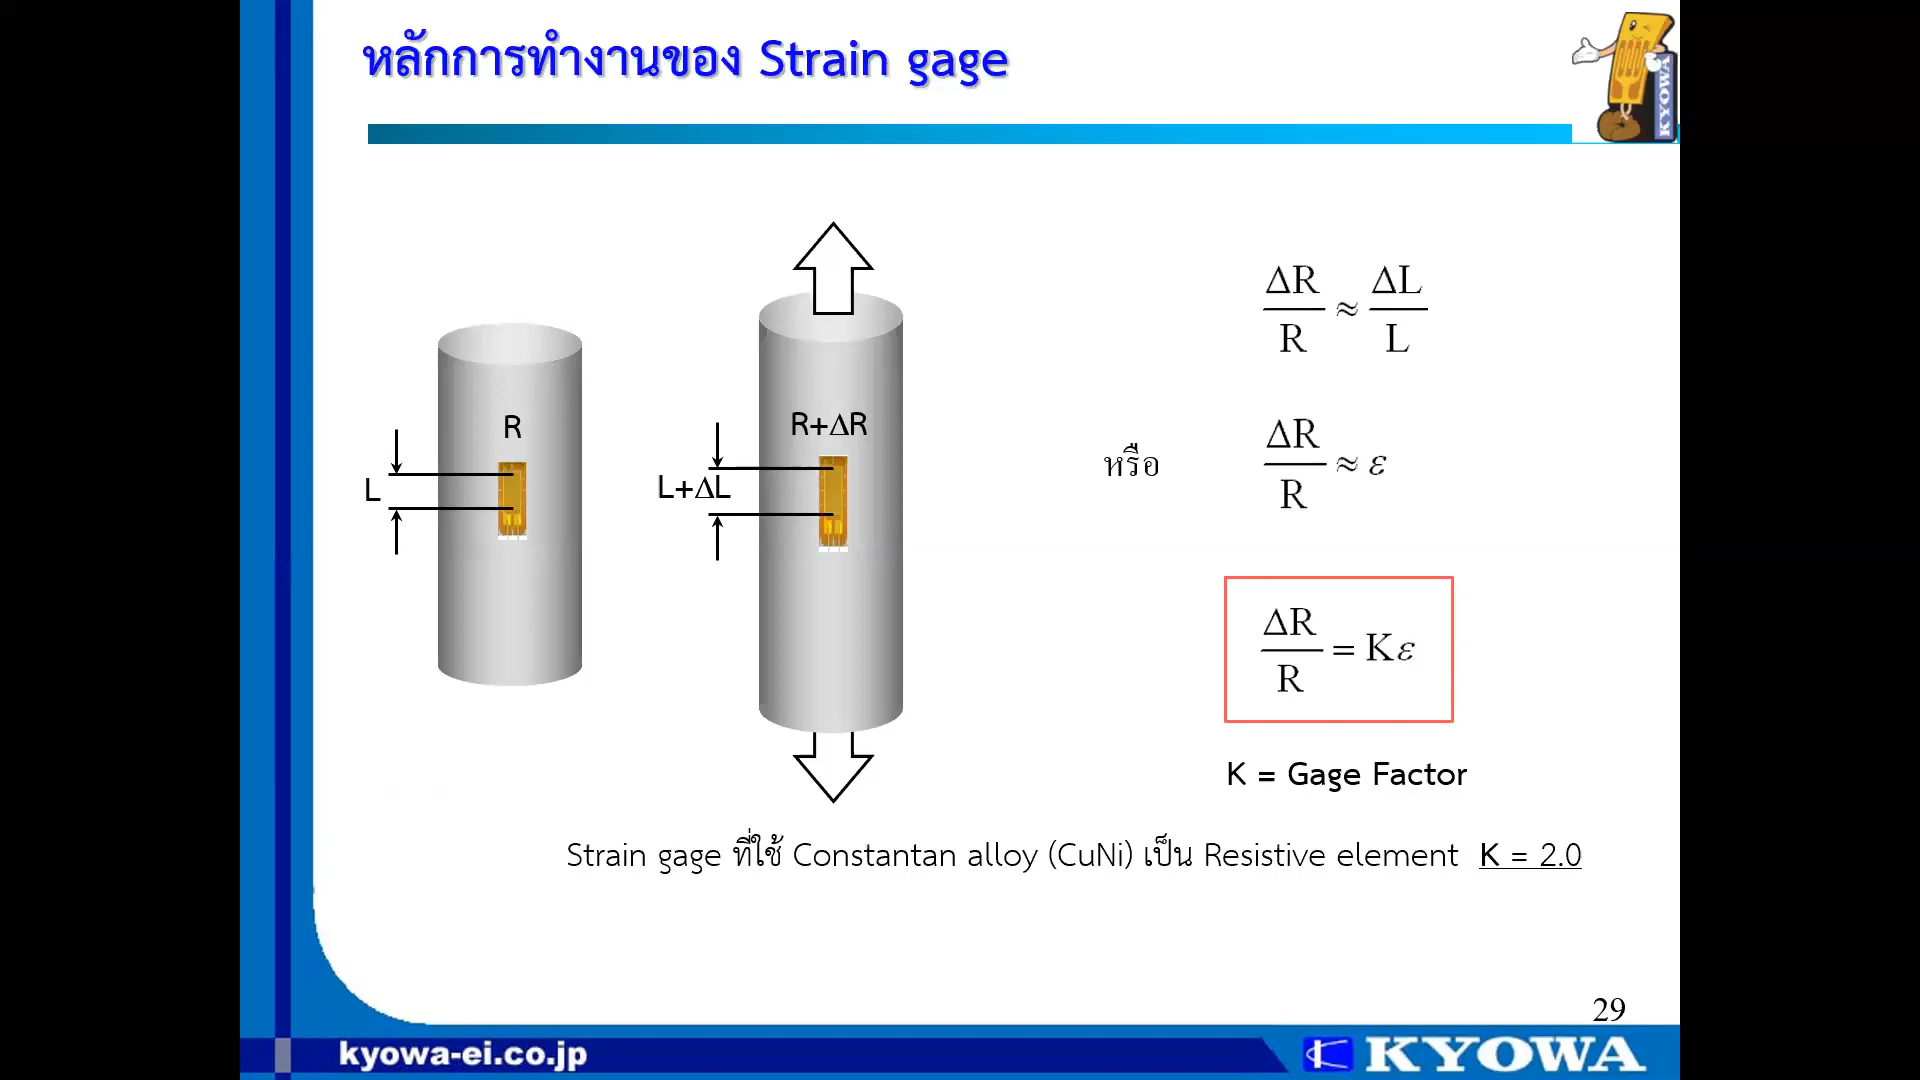 หลักการทำงานของ Strain gage
KYOWA
R
L
R+ΔR
L+ΔL
ΔR/R ≈ ΔL/L
หรือ ΔR/R ≈ ε
ΔR/R = Kε
K = Gage Factor
Strain gage ที่ใช้ Constantan alloy (CuNi) เป็น Resistive element K = 2.0
29
kyowa-ei.co.jp
KYOWA